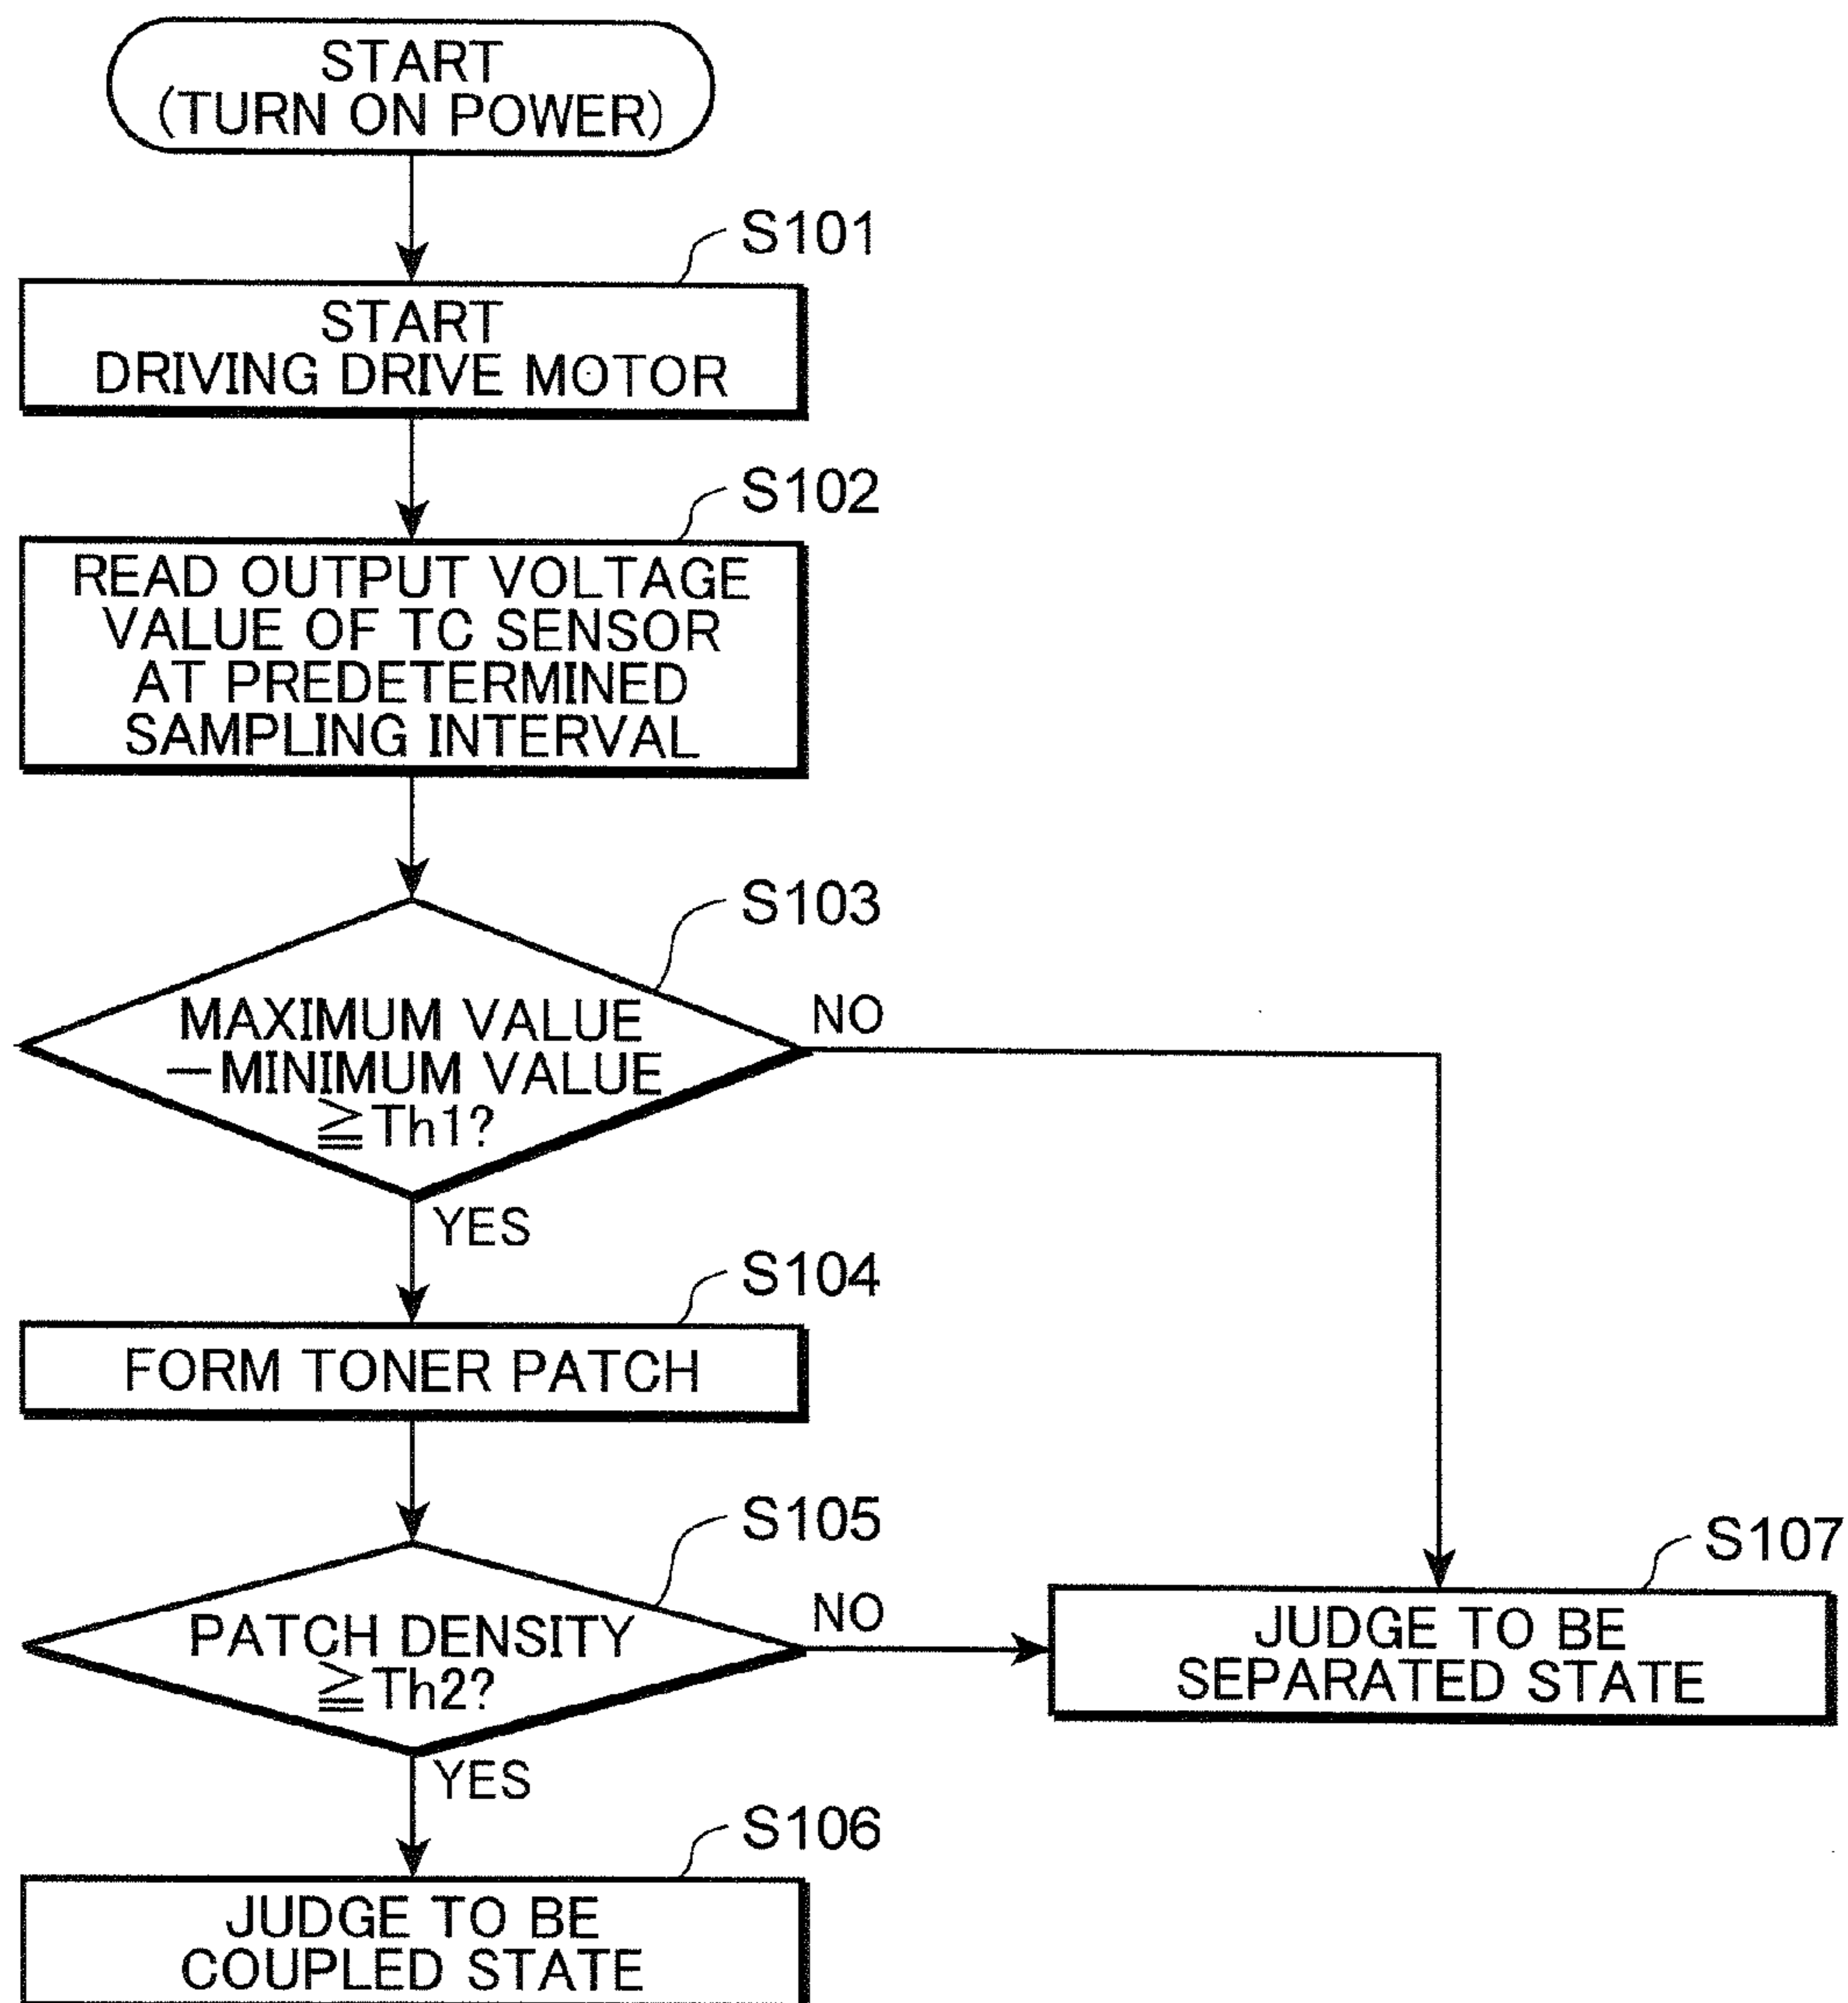 START
(TURN ON POWER)
S101
START
DRIVING DRIVE MOTOR
S102
READ OUTPUT VOLTAGE
VALUE OF TC SENSOR
AT PREDETERMINED
SAMPLING INTERVAL
S103
MAXIMUM VALUE
－MINIMUM VALUE
≧Th1?
NO
YES
S104
FORM TONER PATCH
S105
PATCH DENSITY
≧Th2?
NO
YES
S107
JUDGE TO BE
SEPARATED STATE
S106
JUDGE TO BE
COUPLED STATE